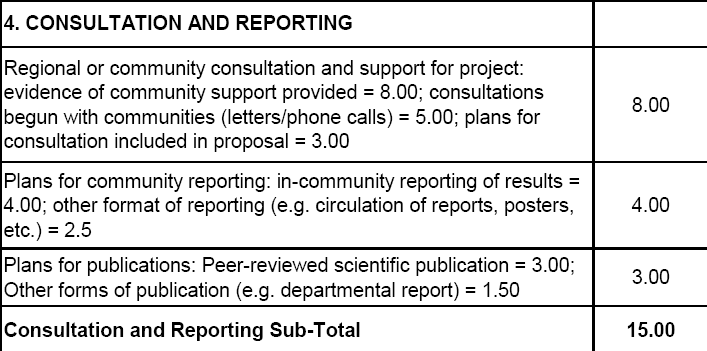 4. CONSULTATION AND REPORTING
Regional or community consultation and support for project:
evidence of community support provided = 8.00; consultations
begun with communities (letters/phone calls) = 5.00; plans for
consultation included in proposal = 3.00
8.00
Plans for community reporting: in-community reporting of results =
4.00; other format of reporting (e.g. circulation of reports, posters,
etc.) = 2.5
4.00
Plans for publications: Peer-reviewed scientific publication = 3.00;
Other forms of publication (e.g. departmental report) = 1.50
3.00
Consultation and Reporting Sub-Total
15.00